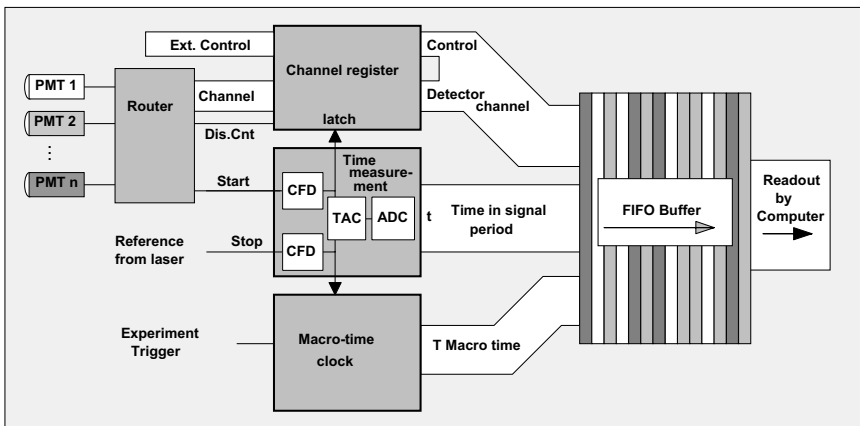 Ext. Control
Control
Channel register
PMT 1
Router
Channel
Detector
channel
PMT 2
latch
Dis.Cnt
Time
measure-
ment
PMT n
Start
CFD
TAC
ADC
t
Time in signal
period
FIFO Buffer
Readout
by
Computer
Reference
from laser
Stop
CFD
Experiment
Trigger
Macro-time
clock
T Macro time